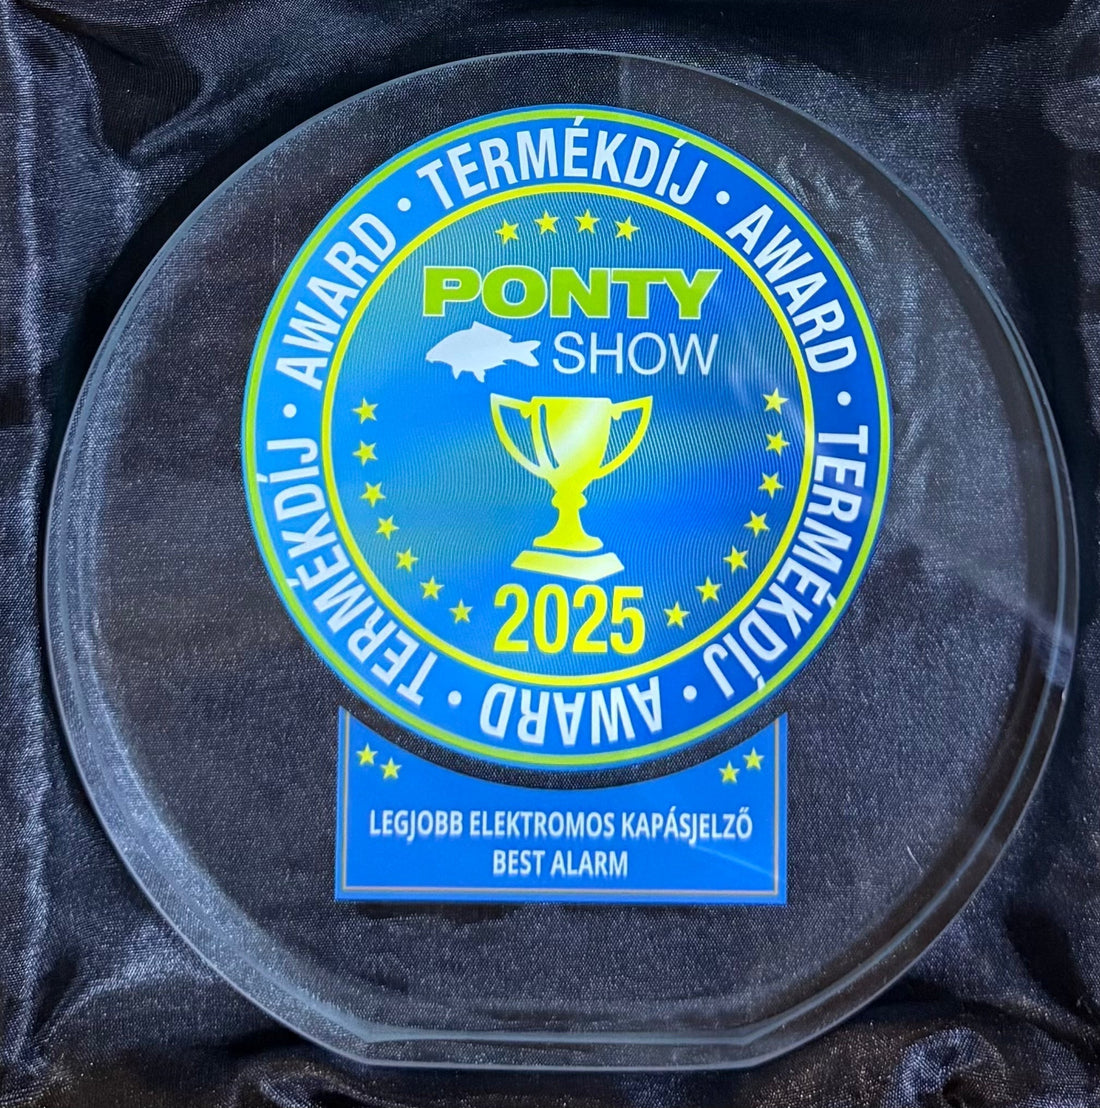 TERMÉKDÍJ • AWARD • TERMÉKDÍJ • AWARD • TERMÉKDÍJ • AWARD •
PONTY
SHOW
2025
LEGJOBB ELEKTROMOS KAPÁSJELZŐ
BEST ALARM